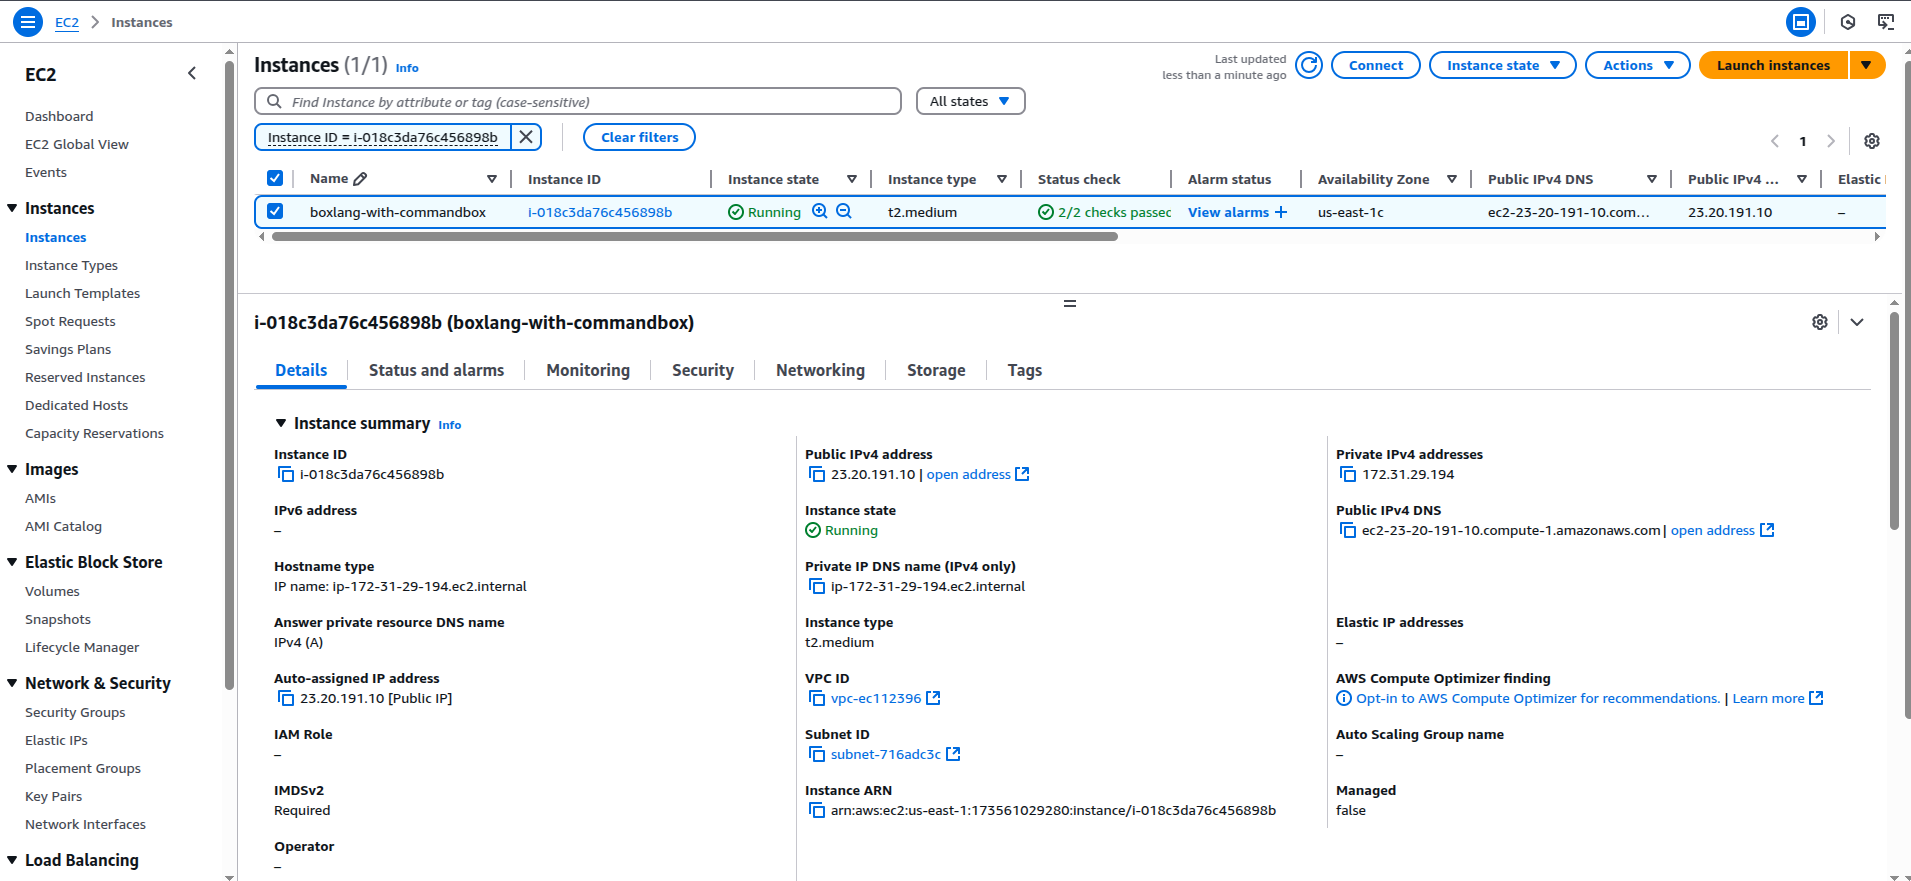 EC2 > Instances
EC2
Dashboard
EC2 Global View
Events
Instances
Instances
Instance Types
Launch Templates
Spot Requests
Savings Plans
Reserved Instances
Dedicated Hosts
Capacity Reservations
Images
AMIs
AMI Catalog
Elastic Block Store
Volumes
Snapshots
Lifecycle Manager
Network & Security
Security Groups
Elastic IPs
Placement Groups
Key Pairs
Network Interfaces
Load Balancing
Instances (1/1) Info
Last updated
less than a minute ago
Connect
Instance state
Actions
Launch instances
Find Instance by attribute or tag (case-sensitive)
All states
Instance ID = i-018c3da76c456898b
Clear filters
1
Name Instance ID Instance state Instance type Status check Alarm status Availability Zone Public IPv4 DNS Public IPv4 ... Elastic
boxlang-with-commandbox i-018c3da76c456898b Running t2.medium 2/2 checks passec View alarms + us-east-1c ec2-23-20-191-10.com... 23.20.191.10 –
i-018c3da76c456898b (boxlang-with-commandbox)
Details Status and alarms Monitoring Security Networking Storage Tags
Instance summary Info
Instance ID
i-018c3da76c456898b
Public IPv4 address
23.20.191.10 | open address
Private IPv4 addresses
172.31.29.194
IPv6 address
–
Instance state
Running
Public IPv4 DNS
ec2-23-20-191-10.compute-1.amazonaws.com | open address
Hostname type
IP name: ip-172-31-29-194.ec2.internal
Private IP DNS name (IPv4 only)
ip-172-31-29-194.ec2.internal
Answer private resource DNS name
IPv4 (A)
Instance type
t2.medium
Elastic IP addresses
–
Auto-assigned IP address
23.20.191.10 [Public IP]
VPC ID
vpc-ec112396
AWS Compute Optimizer finding
Opt-in to AWS Compute Optimizer for recommendations. | Learn more
IAM Role
–
Subnet ID
subnet-716adc3c
Auto Scaling Group name
–
IMDSv2
Required
Instance ARN
arn:aws:ec2:us-east-1:173561029280:instance/i-018c3da76c456898b
Managed
false
Operator
–